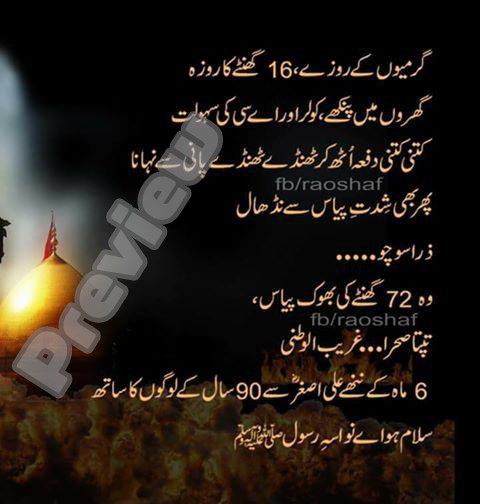 گرمیوں کے روزے، 16 گھنٹے کا روزہ
گھروں میں پنکھے، کولر اور اے سی کی سہولت
کتنی کتنی دفعہ اُٹھ کر ٹھنڈے ٹھنڈے پانی سے نہانا
fb/raoshaf
پھر بھی شِدتِ پیاس سے نڈھال
ذرا سوچو.....
وہ 72 گھنٹے کی بھوک پیاس،
fb/raoshaf
تپتا صحرا... غریب الوطنی
6 ماہ کے ننھے علی اصغرؑ سے 90 سال کے لوگوں کا ساتھ
سلام ہو اے نواسہِ رسول ﷺ
Preview